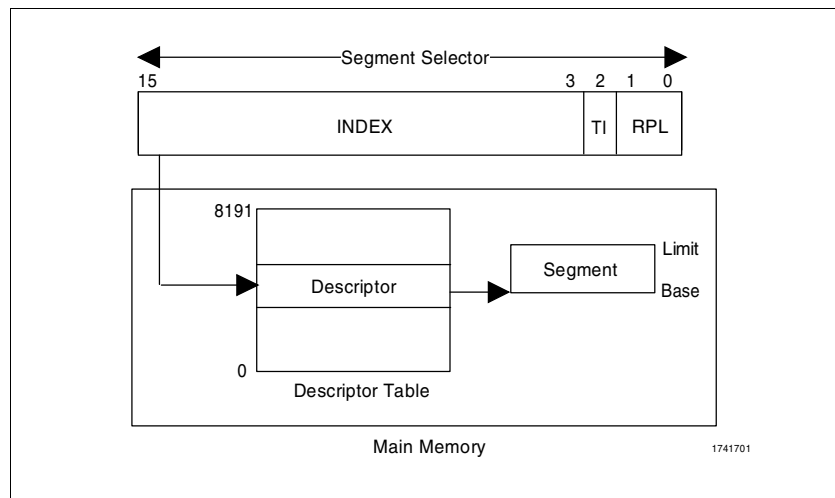 Segment Selector
15 3 2 1 0
INDEX TI RPL
8191
Limit
Segment
Descriptor
Base
0
Descriptor Table
Main Memory
1741701